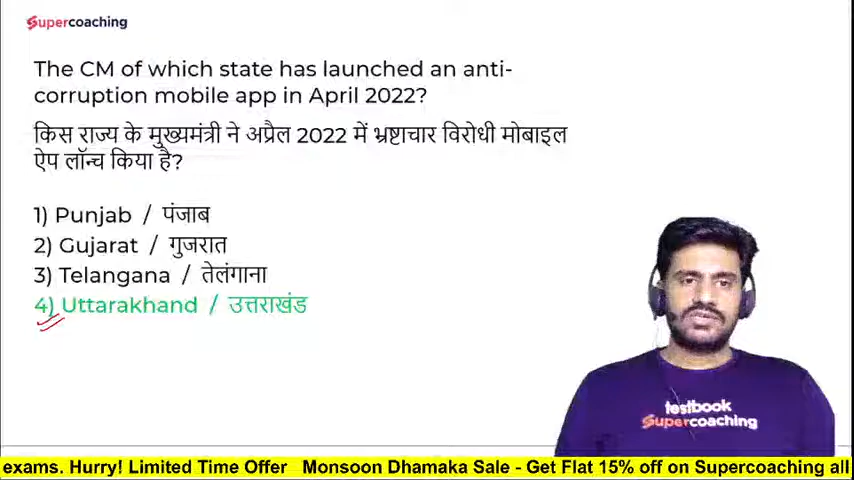 Supercoaching
The CM of which state has launched an anti-
corruption mobile app in April 2022?
किस राज्य के मुख्यमंत्री ने अप्रैल 2022 में भ्रष्टाचार विरोधी मोबाइल
ऐप लॉन्च किया है?
1) Punjab / पंजाब
2) Gujarat / गुजरात
3) Telangana / तेलंगाना
4) Uttarakhand / उत्तराखंड
testbook
Supercoaching
exams. Hurry! Limited Time Offer Monsoon Dhamaka Sale - Get Flat 15% off on Supercoaching all